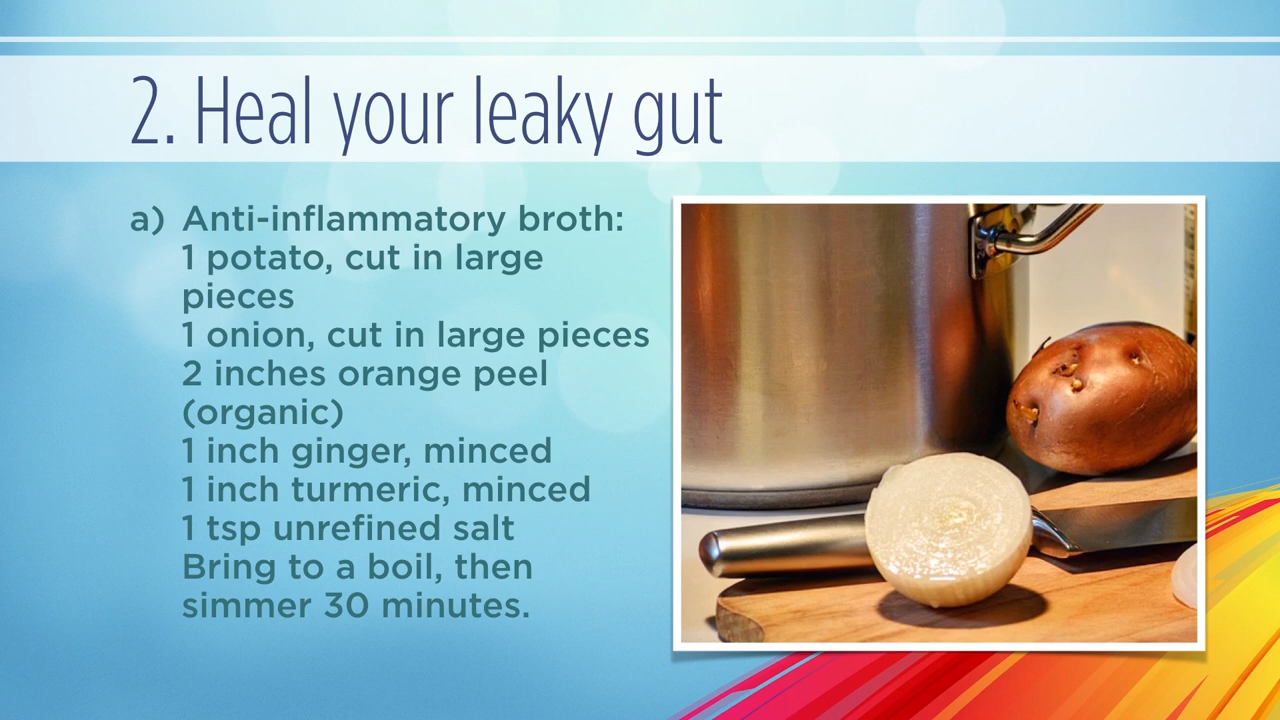 2. Heal your leaky gut
a) Anti-inflammatory broth:
1 potato, cut in large
pieces
1 onion, cut in large pieces
2 inches orange peel
(organic)
1 inch ginger, minced
1 inch turmeric, minced
1 tsp unrefined salt
Bring to a boil, then
simmer 30 minutes.